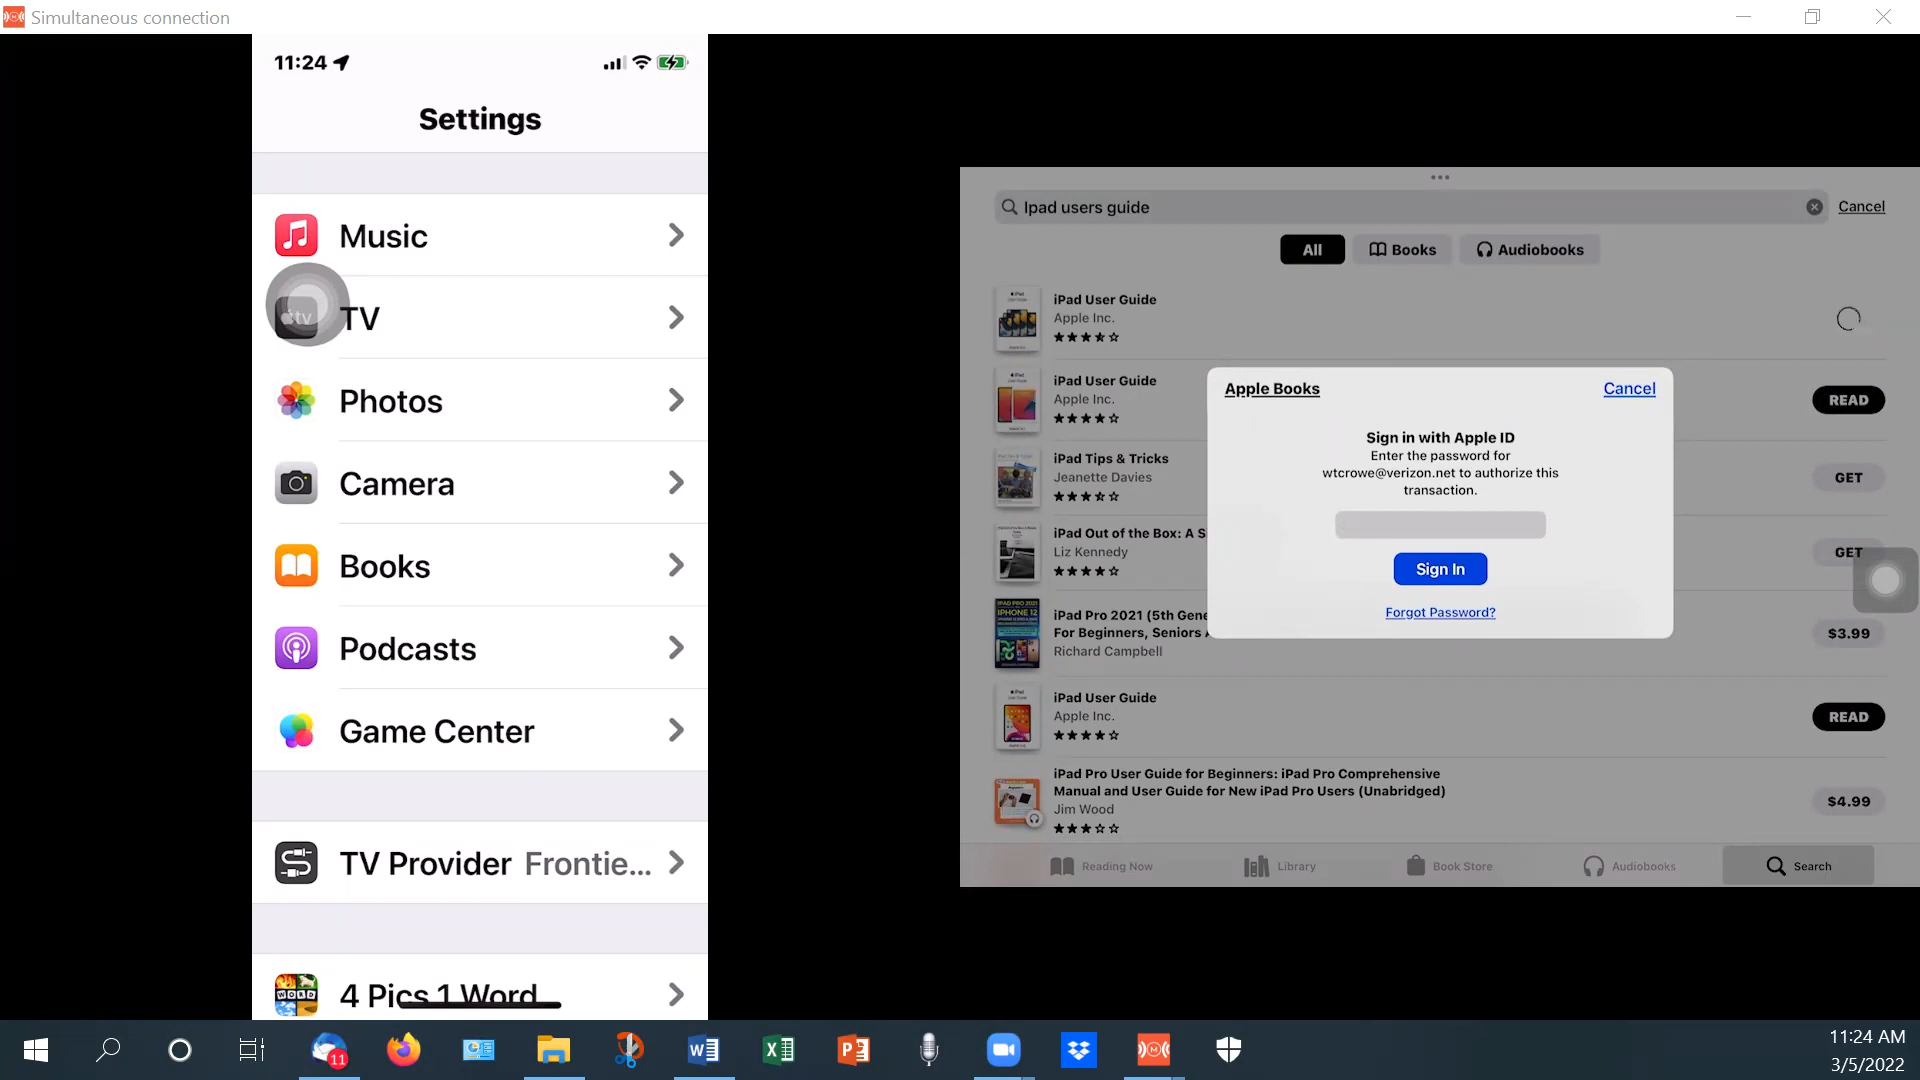 Simultaneous connection
11:24
Settings
Music
TV
Photos
Camera
Books
Podcasts
Game Center
TV Provider Frontie...
4 Pics 1 Word
Ipad users guide
Cancel
All
Books
Audiobooks
iPad User Guide
Apple Inc.
iPad User Guide
Apple Inc.
READ
iPad Tips & Tricks
Jeanette Davies
GET
iPad Out of the Box: A S
Liz Kennedy
GET
iPad Pro 2021 (5th Gene
For Beginners, Seniors
Richard Campbell
$3.99
iPad User Guide
Apple Inc.
READ
iPad Pro User Guide for Beginners: iPad Pro Comprehensive
Manual and User Guide for New iPad Pro Users (Unabridged)
Jim Wood
$4.99
Apple Books
Cancel
Sign in with Apple ID
Enter the password for
wtcrowe@verizon.net to authorize this
transaction.
Sign In
Forgot Password?
Reading Now
Library
Book Store
Audiobooks
Search
11
11:24 AM
3/5/2022